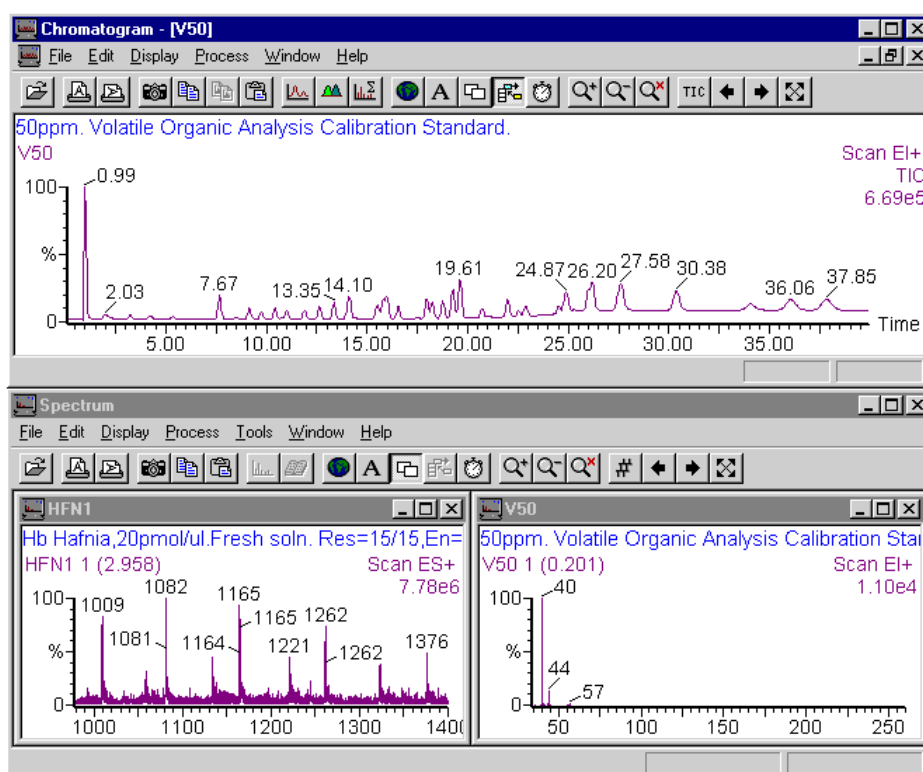 Chromatogram - [V50]
File Edit Display Process Window Help
A A A TIC
50ppm. Volatile Organic Analysis Calibration Standard.
V50 Scan EI+
TIC
6.69e5
100
%
0
0.99
2.03
7.67
13.35
14.10
19.61
24.87
26.20
27.58
30.38
36.06
37.85
Time
5.00 10.00 15.00 20.00 25.00 30.00 35.00
Spectrum
File Edit Display Process Tools Window Help
A A A #
HFN1
Hb Hafnia,20pmol/ul.Fresh soln. Res=15/15,En=
HFN1 1 (2.958) Scan ES+
7.78e6
100
%
0
1009
1081
1082
1164
1165
1165
1221
1262
1262
1376
1000 1100 1200 1300 140
V50
50ppm. Volatile Organic Analysis Calibration Sta
V50 1 (0.201) Scan EI+
1.10e4
100
%
0
40
44
57
50 100 150 200 250